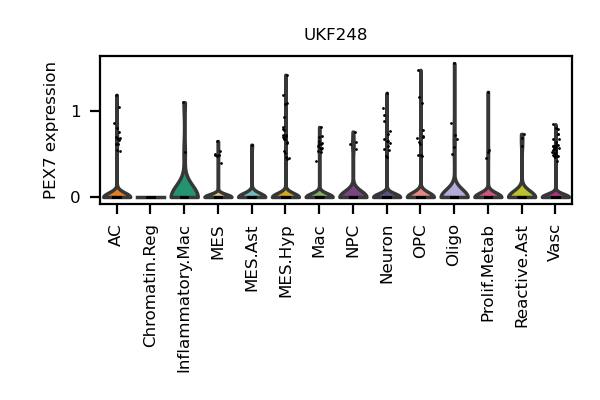 UKF248
PEX7 expression
1
0
AC
Chromatin.Reg
Inflammatory.Mac
MES
MES.Ast
MES.Hyp
Mac
NPC
Neuron
OPC
Oligo
Prolif.Metab
Reactive.Ast
Vasc